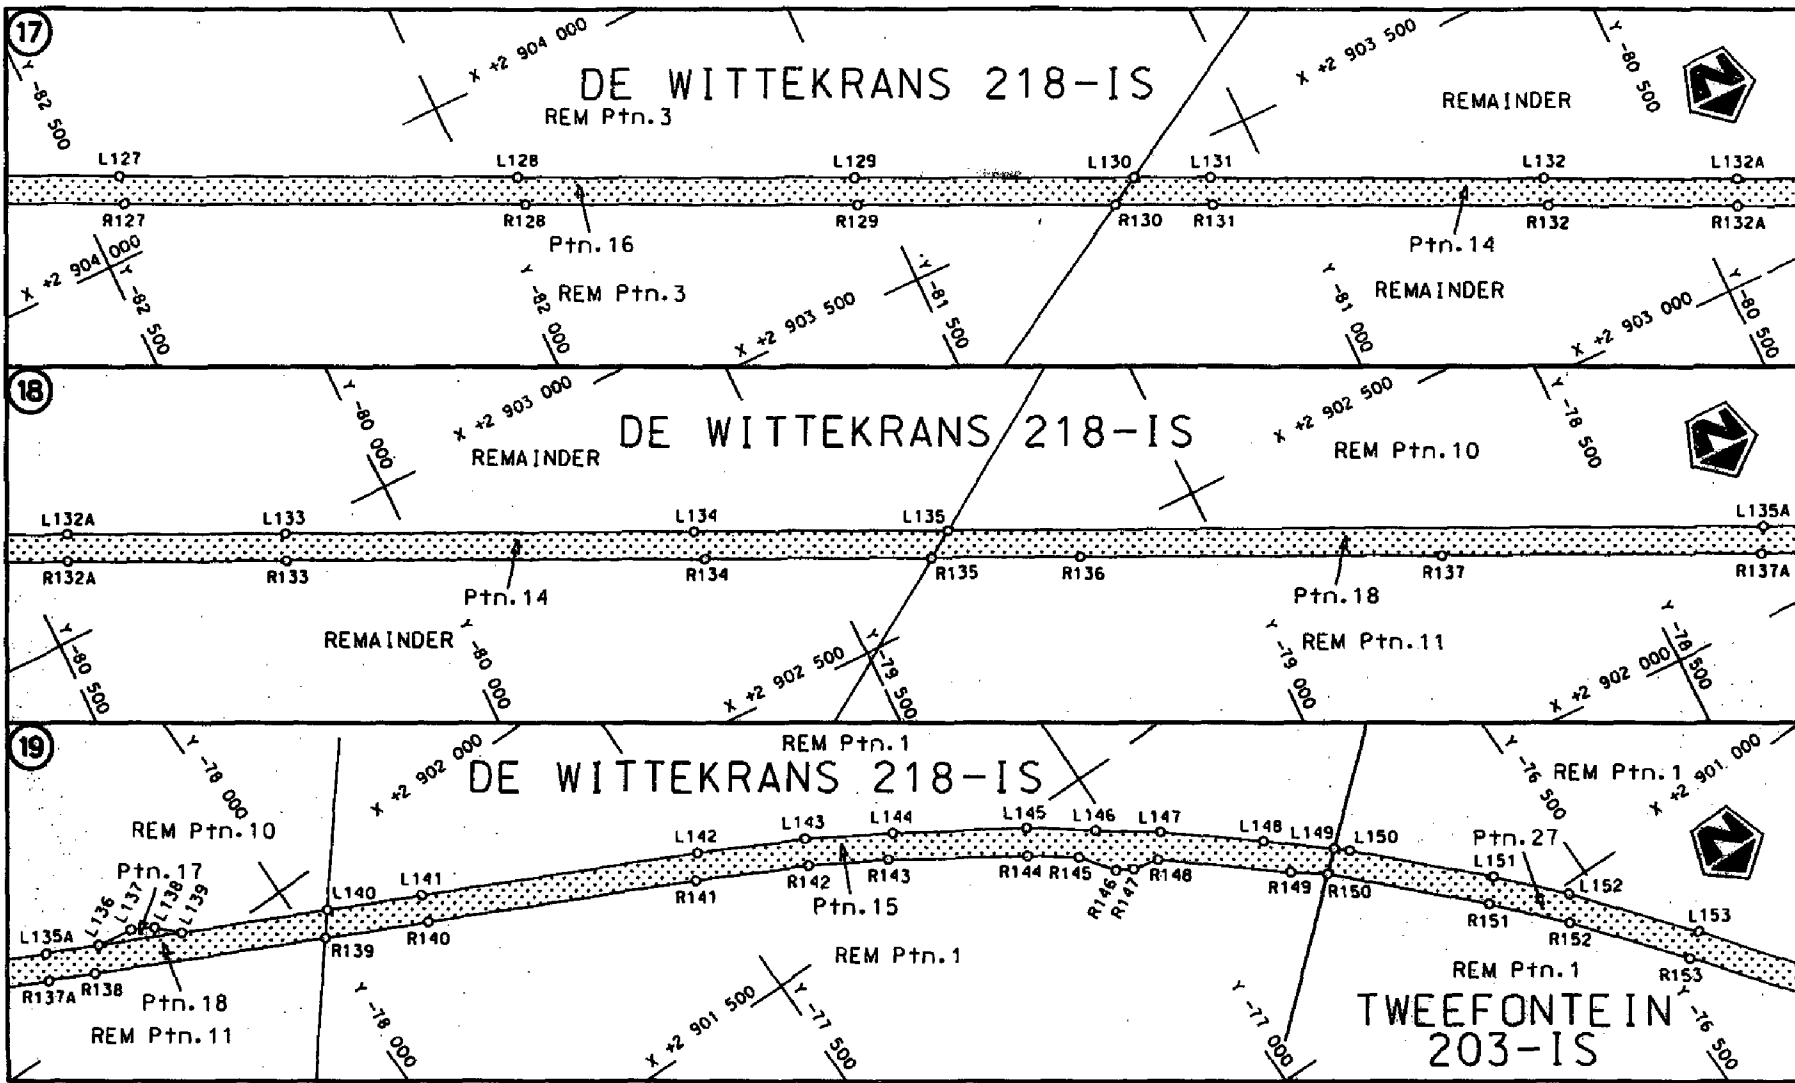 17
Y -82 500
X +2 904 000
DE WITTEKRANS 218-IS
REM Ptn.3
X +2 903 500
REMAINDER
Y -80 500
N
L127
L128
L129
L130
L131
L132
L132A
R127
R128
R129
R130
R131
R132
R132A
Ptn.16
Ptn.14
X +2 904 000
Y -82 500
Y -82 000
REM Ptn.3
X +2 903 500
Y -81 500
Y -81 000
REMAINDER
X +2 903 000
Y -80 500
18
Y -80 000
X +2 903 000
DE WITTEKRANS 218-IS
REMAINDER
X +2 902 500
REM Ptn.10
Y -78 500
N
L132A
L133
L134
L135
L135A
R132A
R133
R134
R135
R136
R137
R137A
Ptn.14
Ptn.18
REMAINDER
REM Ptn.11
Y -80 500
Y -80 000
X +2 902 500
Y -79 500
Y -79 000
X +2 902 000
Y -78 500
19
REM Ptn.1
Y -78 000
X +2 902 000
DE WITTEKRANS 218-IS
Y -76 500
REM Ptn.1
X +2 901 000
N
REM Ptn.10
Ptn.17
L135A
L136
L137
L138
L139
L140
L141
L142
L143
L144
L145
L146
L147
L148
L149
L150
L151
L152
L153
Ptn.27
R137A
R138
R139
R140
R141
R142
R143
R144
R145
R146
R147
R148
R149
R150
R151
R152
R153
Ptn.18
Ptn.15
REM Ptn.11
REM Ptn.1
REM Ptn.1
Y -78 000
X +2 901 500
Y -77 500
Y -77 000
Y -76 500
TWEEFONTEIN
203-IS